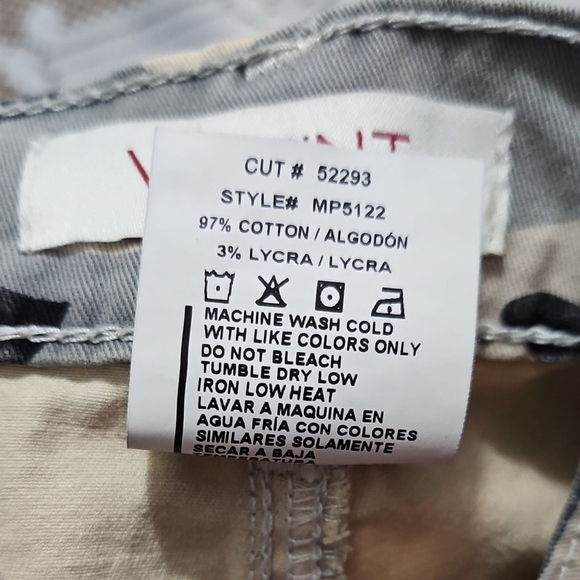 CUT # 52293
STYLE# MP5122
97% COTTON / ALGODÓN
3% LYCRA / LYCRA
MACHINE WASH COLD
WITH LIKE COLORS ONLY
DO NOT BLEACH
TUMBLE DRY LOW
IRON LOW HEAT
LAVAR A MAQUINA EN
AGUA FRÍA CON COLORES
SIMILARES SOLAMENTE
SECAR A BAJA
TEMPERATURA